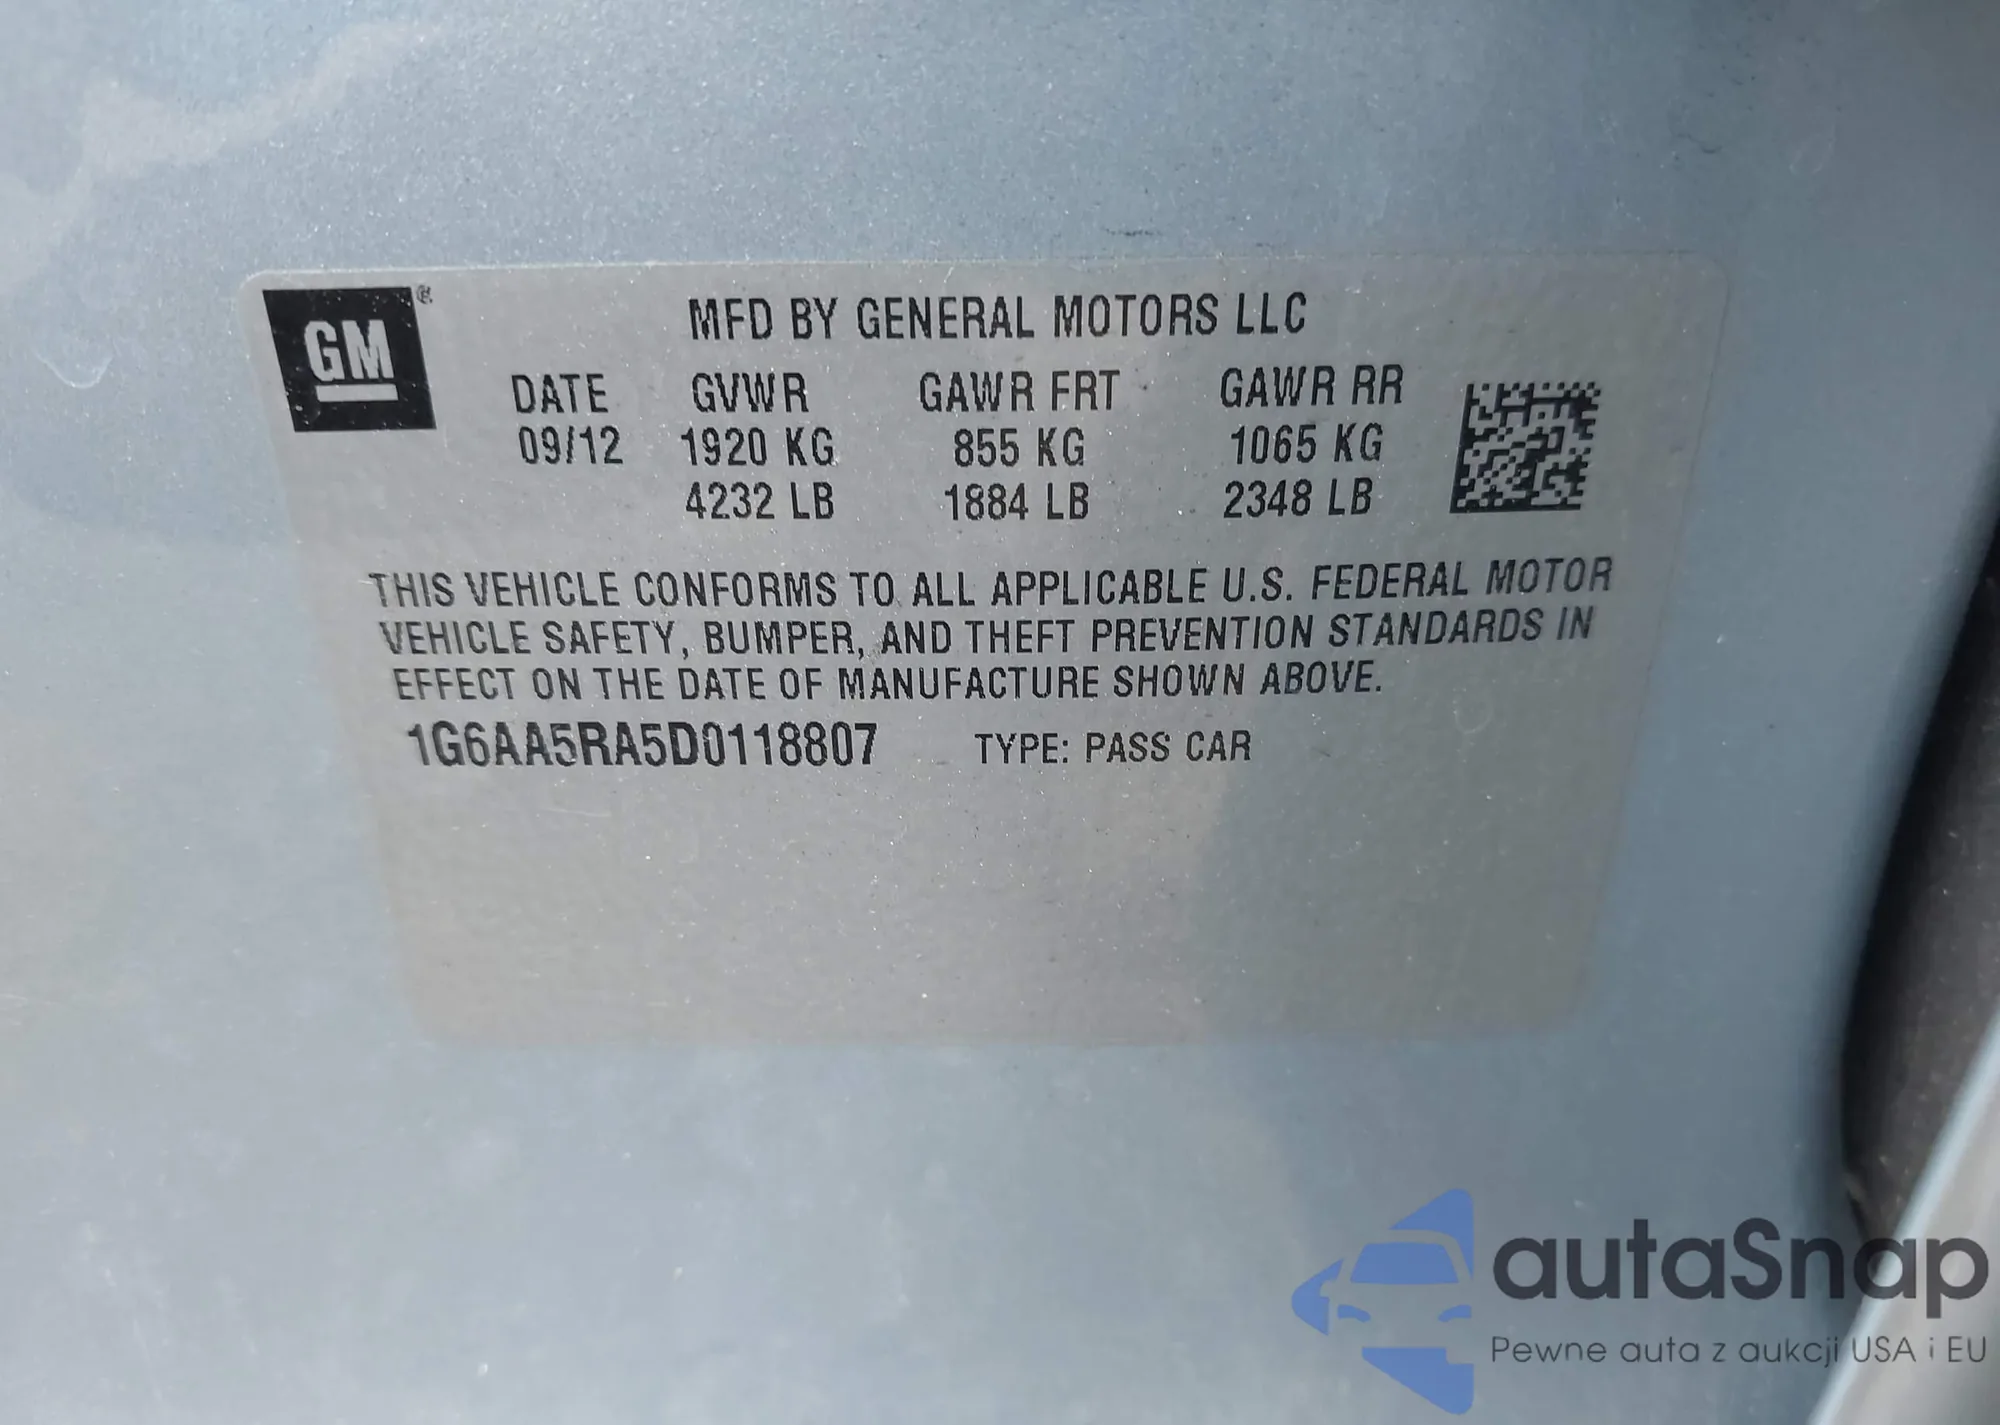 GM
MFD BY GENERAL MOTORS LLC
DATE GVWR GAWR FRT GAWR RR
09/12 1920 KG 855 KG 1065 KG
4232 LB 1884 LB 2348 LB
THIS VEHICLE CONFORMS TO ALL APPLICABLE U.S. FEDERAL MOTOR
VEHICLE SAFETY, BUMPER, AND THEFT PREVENTION STANDARDS IN
EFFECT ON THE DATE OF MANUFACTURE SHOWN ABOVE.
1G6AA5RA5D0118807 TYPE: PASS CAR
autaSnap
Pewne auta z aukcji USA i EU